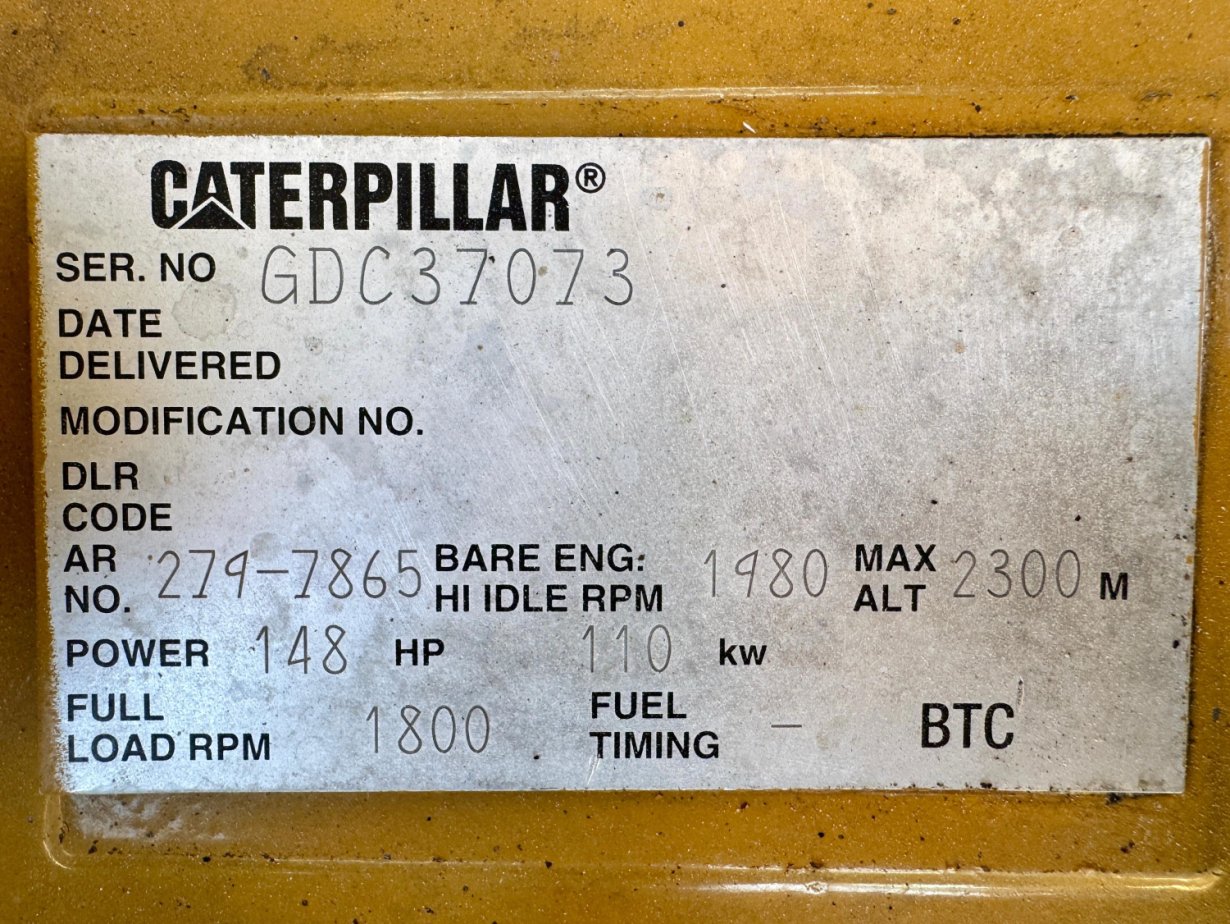 CATERPILLAR®
SER. NO GDC37073
DATE
DELIVERED
MODIFICATION NO.
DLR
CODE
AR
NO. 279-7865
BARE ENG:
HI IDLE RPM 1980
MAX
ALT 2300 M
POWER 148 HP 110 kw
FULL
LOAD RPM 1800
FUEL
TIMING -
BTC